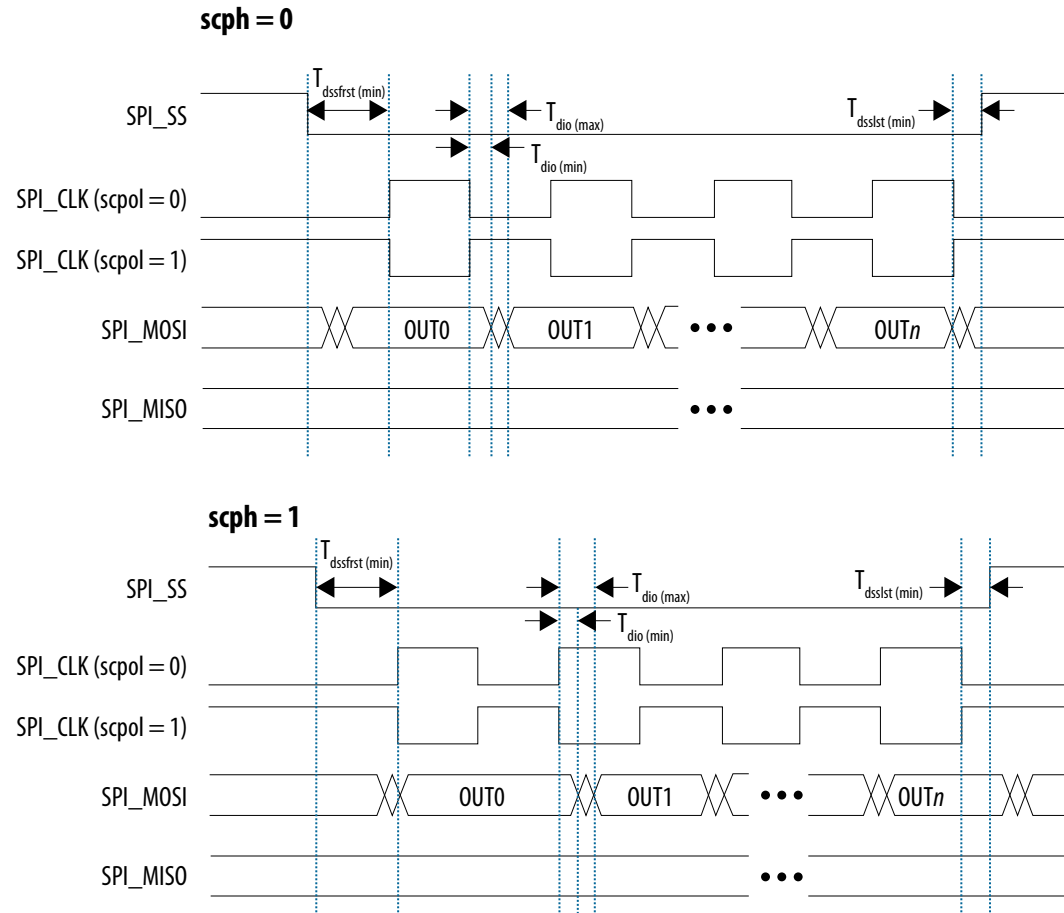 scph = 0
T dssfrst (min)
SPI_SS
T dio (max)
T dsslst (min)
T dio (min)
SPI_CLK (scpol = 0)
SPI_CLK (scpol = 1)
SPI_MOSI
OUT0
OUT1
OUTn
SPI_MISO
scph = 1
T dssfrst (min)
SPI_SS
T dio (max)
T dsslst (min)
T dio (min)
SPI_CLK (scpol = 0)
SPI_CLK (scpol = 1)
SPI_MOSI
OUT0
OUT1
OUTn
SPI_MISO